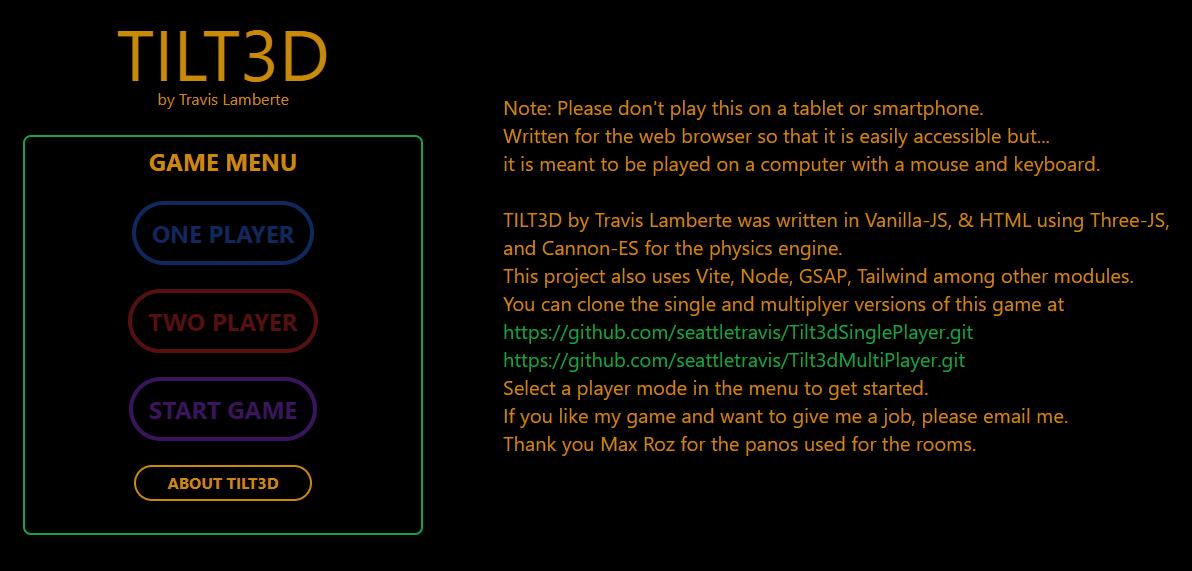 TILT3D
by Travis Lamberte
GAME MENU
ONE PLAYER
TWO PLAYER
START GAME
ABOUT TILT3D
Note: Please don't play this on a tablet or smartphone.
Written for the web browser so that it is easily accessible but...
it is meant to be played on a computer with a mouse and keyboard.
TILT3D by Travis Lamberte was written in Vanilla-JS, & HTML using Three-JS,
and Cannon-ES for the physics engine.
This project also uses Vite, Node, GSAP, Tailwind among other modules.
You can clone the single and multiplyer versions of this game at
https://github.com/seattletravis/Tilt3dSinglePlayer.git
https://github.com/seattletravis/Tilt3dMultiPlayer.git
Select a player mode in the menu to get started.
If you like my game and want to give me a job, please email me.
Thank you Max Roz for the panos used for the rooms.